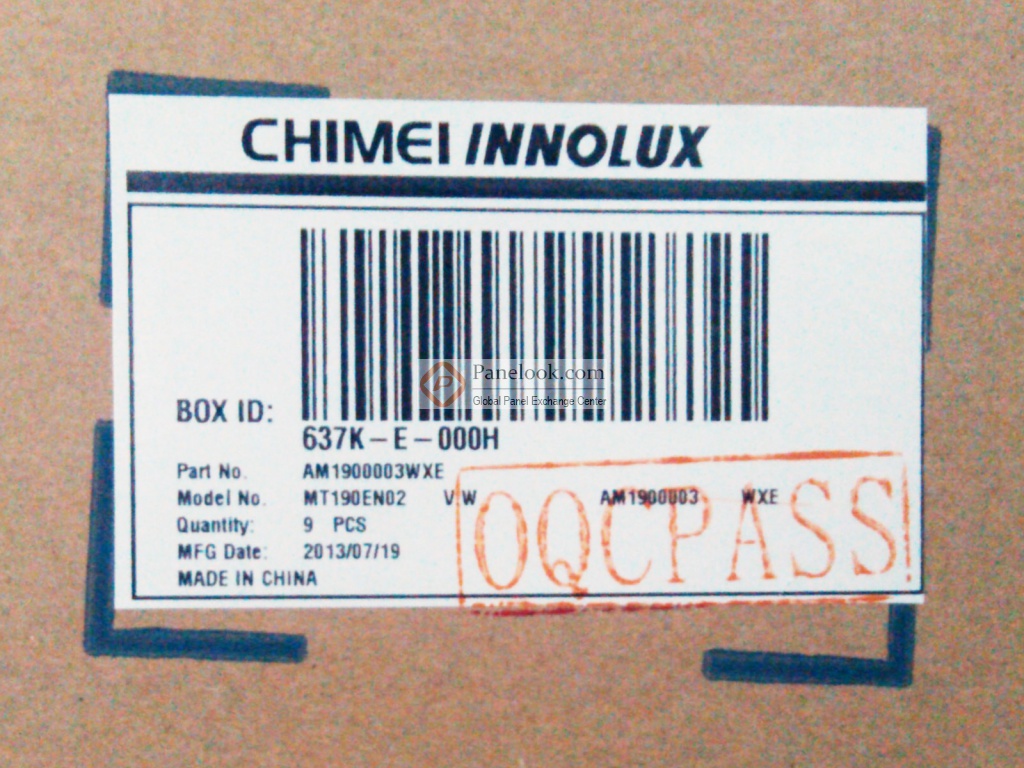 CHIMEI INNOLUX
Panelook.com
Global Panel Exchange Center
BOX ID:
637K-E-000H
Part No. AM1900003WXE
Model No. MT190EN02 V.W AM1900003 WXE
Quantity: 9 PCS
MFG Date: 2013/07/19
MADE IN CHINA
OQCPASS